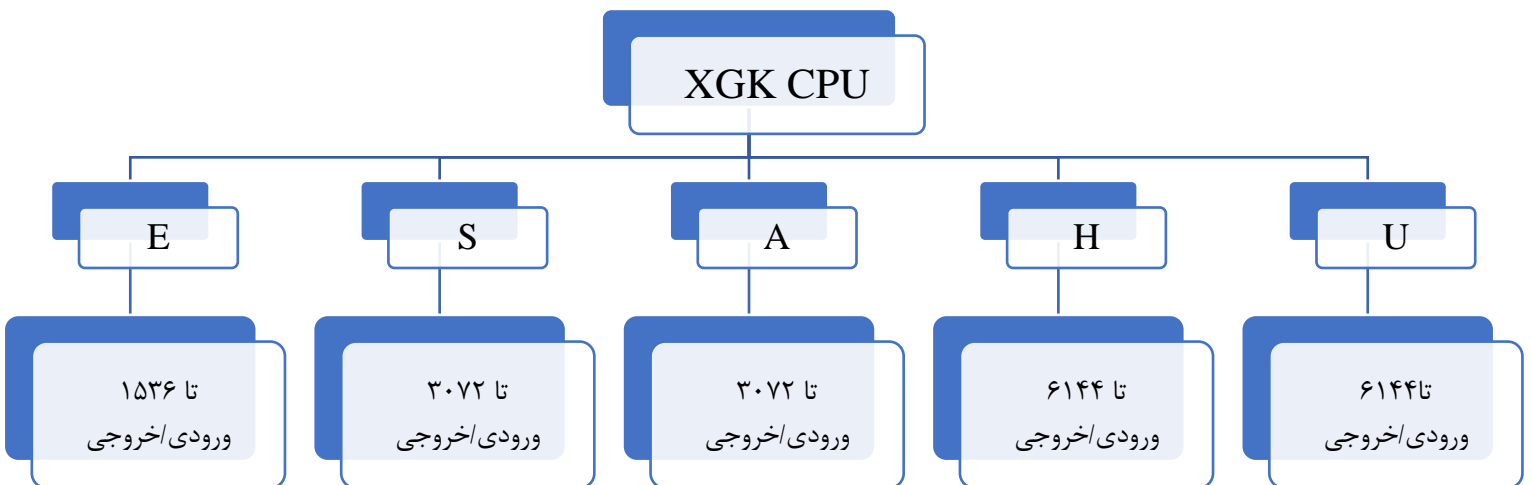 XGK CPU
E
S
A
H
U
تا ۱۵۳۶
ورودی/خروجی
تا ۳۰۷۲
ورودی/خروجی
تا ۳۰۷۲
ورودی/خروجی
تا ۶۱۴۴
ورودی/خروجی
تا۶۱۴۴
ورودی/خروجی